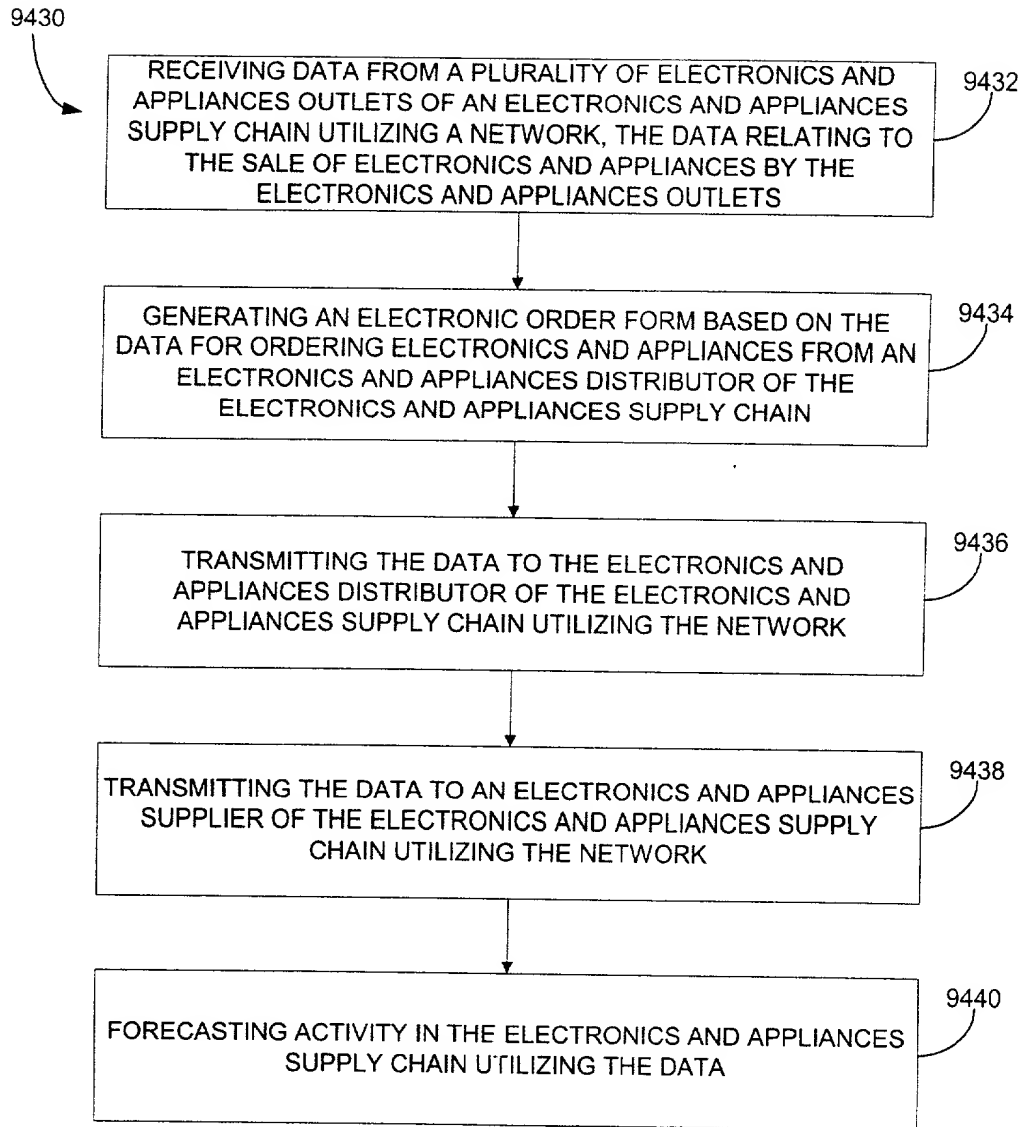 9430
RECEIVING DATA FROM A PLURALITY OF ELECTRONICS AND
APPLIANCES OUTLETS OF AN ELECTRONICS AND APPLIANCES
SUPPLY CHAIN UTILIZING A NETWORK, THE DATA RELATING TO
THE SALE OF ELECTRONICS AND APPLIANCES BY THE
ELECTRONICS AND APPLIANCES OUTLETS
9432
GENERATING AN ELECTRONIC ORDER FORM BASED ON THE
DATA FOR ORDERING ELECTRONICS AND APPLIANCES FROM AN
ELECTRONICS AND APPLIANCES DISTRIBUTOR OF THE
ELECTRONICS AND APPLIANCES SUPPLY CHAIN
9434
TRANSMITTING THE DATA TO THE ELECTRONICS AND
APPLIANCES DISTRIBUTOR OF THE ELECTRONICS AND
APPLIANCES SUPPLY CHAIN UTILIZING THE NETWORK
9436
TRANSMITTING THE DATA TO AN ELECTRONICS AND APPLIANCES
SUPPLIER OF THE ELECTRONICS AND APPLIANCES SUPPLY
CHAIN UTILIZING THE NETWORK
9438
FORECASTING ACTIVITY IN THE ELECTRONICS AND APPLIANCES
SUPPLY CHAIN UTILIZING THE DATA
9440